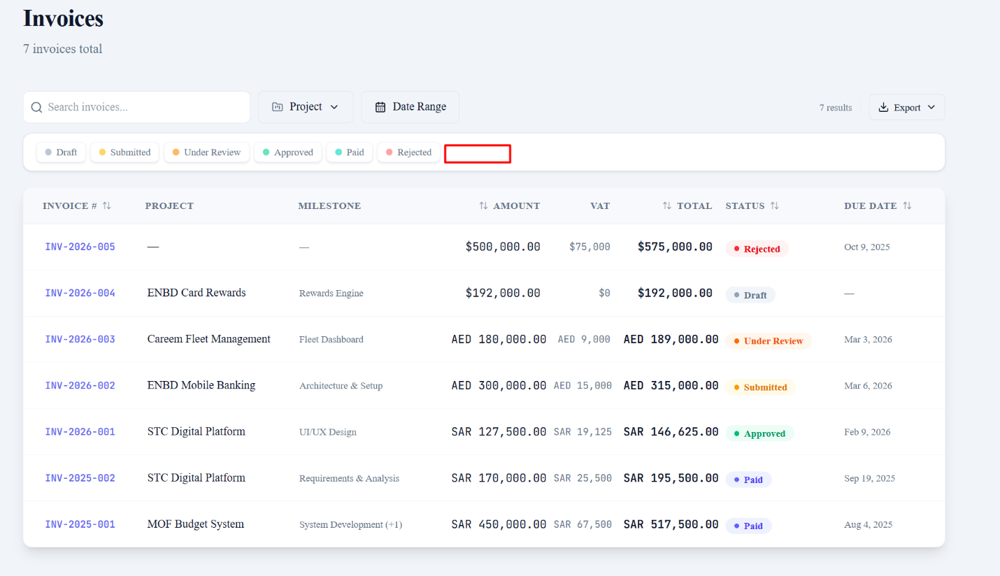 Invoices
7 invoices total
Search invoices... Project Date Range 7 results Export
Draft Submitted Under Review Approved Paid Rejected
INVOICE # PROJECT MILESTONE AMOUNT VAT TOTAL STATUS DUE DATE
INV-2026-005 — — $500,000.00 $75,000 $575,000.00 Rejected Oct 9, 2025
INV-2026-004 ENBD Card Rewards Rewards Engine $192,000.00 $0 $192,000.00 Draft —
INV-2026-003 Careem Fleet Management Fleet Dashboard AED 180,000.00 AED 9,000 AED 189,000.00 Under Review Mar 3, 2026
INV-2026-002 ENBD Mobile Banking Architecture & Setup AED 300,000.00 AED 15,000 AED 315,000.00 Submitted Mar 6, 2026
INV-2026-001 STC Digital Platform UI/UX Design SAR 127,500.00 SAR 19,125 SAR 146,625.00 Approved Feb 9, 2026
INV-2025-002 STC Digital Platform Requirements & Analysis SAR 170,000.00 SAR 25,500 SAR 195,500.00 Paid Sep 19, 2025
INV-2025-001 MOF Budget System System Development (+1) SAR 450,000.00 SAR 67,500 SAR 517,500.00 Paid Aug 4, 2025